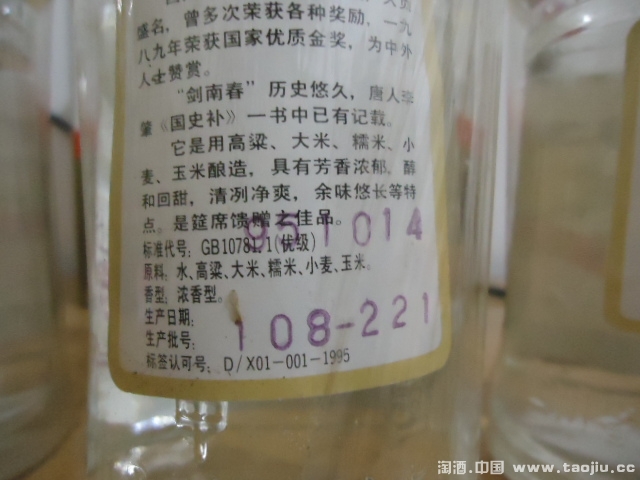 盛名，曾多次荣获各种奖励，一九
八九年荣获国家优质金奖，为中外
人士赞赏。
“剑南春”历史悠久，唐人李
肇《国史补》一书中已有记载。
它是用高粱、大米、糯米、小
麦、玉米酿造，具有芳香浓郁，醇
和回甜，清冽净爽，余味悠长等特
点。是筵席馈赠之佳品。
951014
标准代号：GB10781.1(优级)
原料：水、高粱、大米、糯米、小麦、玉米。
香型：浓香型。
生产日期：
生产批号：
108-221
标签认可号：D/X01-001-1995
淘酒.中国 www.taojiu.cc